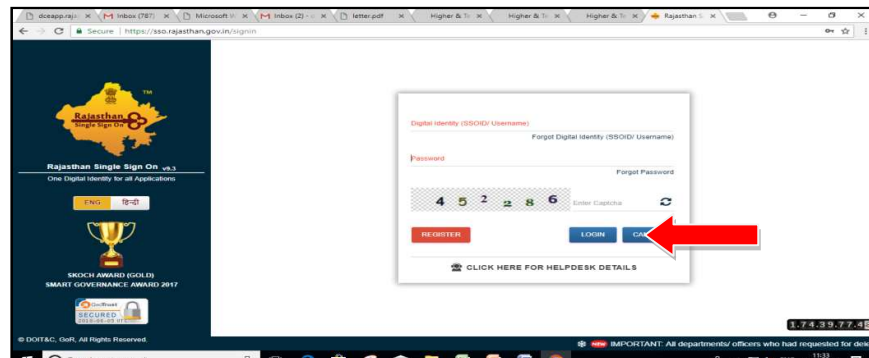 dceapp.raja
Inbox (787)
Microsoft W
Inbox (2) - c
letter.pdf
Higher & Te
Higher & Te
Higher & Te
Rajasthan S
Secure | https://sso.rajasthan.gov.in/signin
TM
Rajasthan
Single Sign On
Rajasthan Single Sign On v9.3
One Digital Identity for all Applications
ENG हिन्दी
SKOCH AWARD (GOLD)
SMART GOVERNANCE AWARD 2017
SECURED
© DOIT&C, GoR, All Rights Reserved.
Digital Identity (SSOID/ Username)
Forgot Digital Identity (SSOID/ Username)
Password
Forgot Password
4 5 2 2 8 6 Enter Captcha
REGISTER LOGIN CA
CLICK HERE FOR HELPDESK DETAILS
1.74.39.77.4
new IMPORTANT: All departments/ officers who had requested for dele
11:33